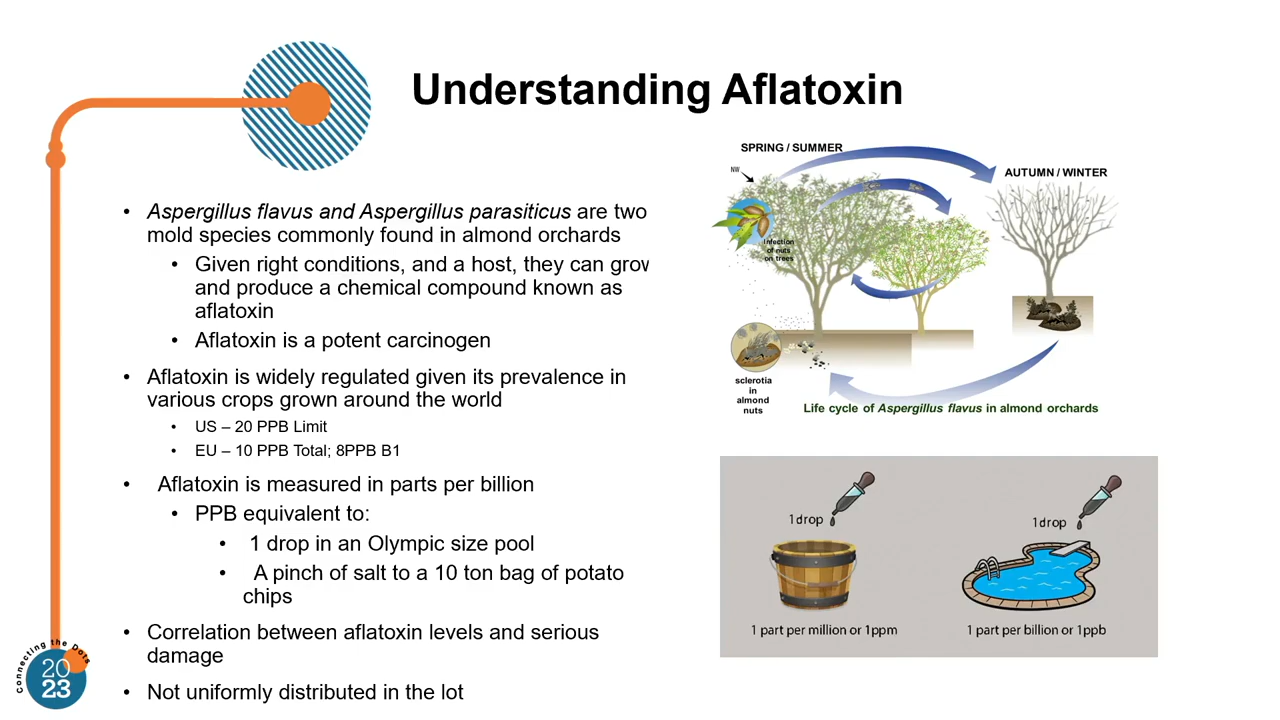 Understanding Aflatoxin
Aspergillus flavus and Aspergillus parasiticus are two
mold species commonly found in almond orchards
Given right conditions, and a host, they can grow
and produce a chemical compound known as
aflatoxin
Aflatoxin is a potent carcinogen
Aflatoxin is widely regulated given its prevalence in
various crops grown around the world
US – 20 PPB Limit
EU – 10 PPB Total; 8PPB B1
Aflatoxin is measured in parts per billion
PPB equivalent to:
1 drop in an Olympic size pool
A pinch of salt to a 10 ton bag of potato
chips
Correlation between aflatoxin levels and serious
damage
Not uniformly distributed in the lot
SPRING / SUMMER
AUTUMN / WINTER
NW
Infection
of nuts
on trees
sclerotia
in
almond
nuts
Life cycle of Aspergillus flavus in almond orchards
1drop
1drop
1 part per million or 1ppm
1 part per billion or 1ppb
Connecting the Dots
20
23